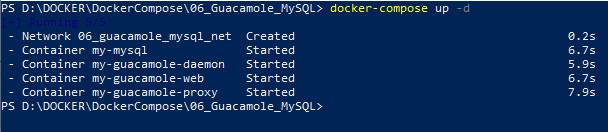 PS D:\DOCKER\DockerCompose\06_Guacamole_MySQL> docker-compose up -d
[+] Running 5/5
- Network 06_guacamole_mysql_net Created 0.2s
- Container my-mysql Started 6.7s
- Container my-guacamole-daemon Started 5.9s
- Container my-guacamole-web Started 6.7s
- Container my-guacamole-proxy Started 7.9s
PS D:\DOCKER\DockerCompose\06_Guacamole_MySQL>